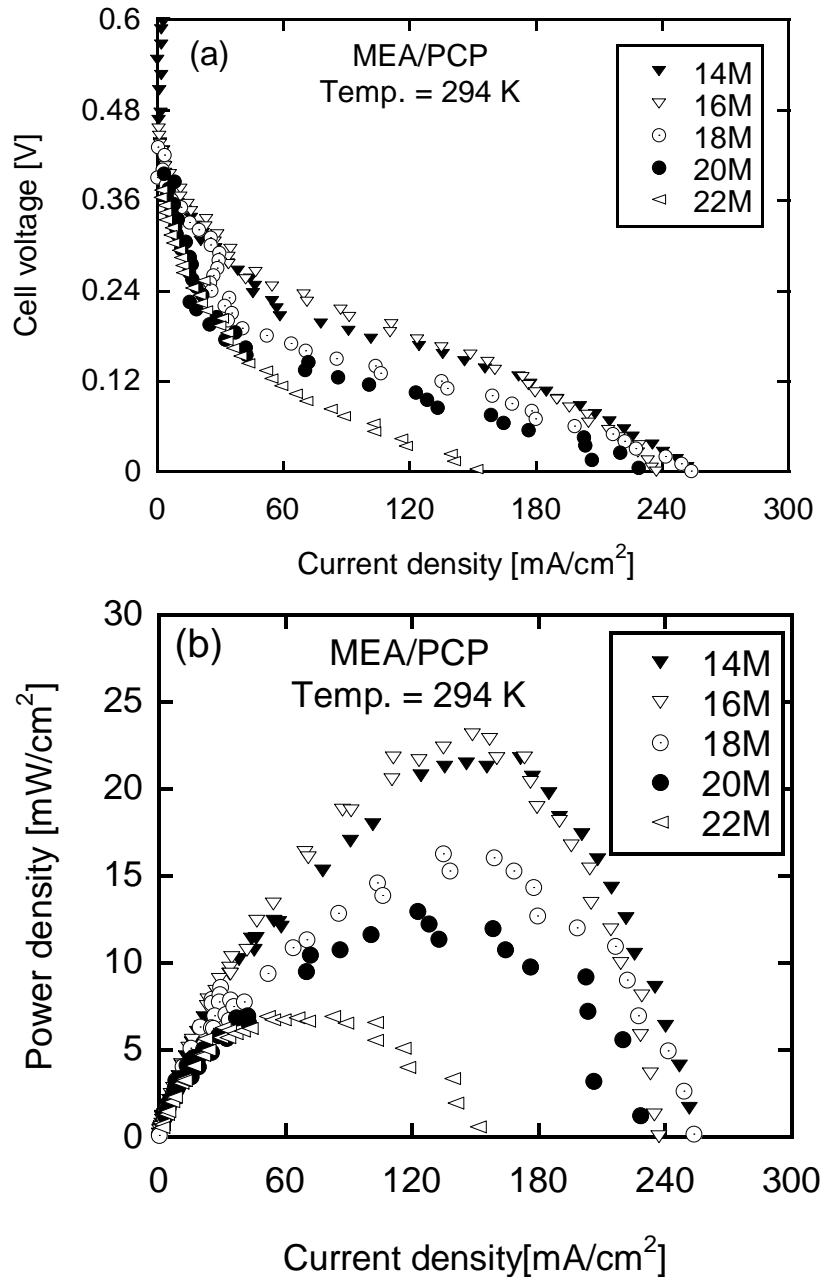 0.6
(a)
MEA/PCP
Temp. = 294 K
14M
16M
18M
20M
22M
0.48
0.36
0.24
0.12
0
Cell voltage [V]
0 60 120 180 240 300
Current density [mA/cm²]
30
(b)
MEA/PCP
Temp. = 294 K
14M
16M
18M
20M
22M
25
20
15
10
5
0
Power density [mW/cm²]
0 60 120 180 240 300
Current density[mA/cm²]